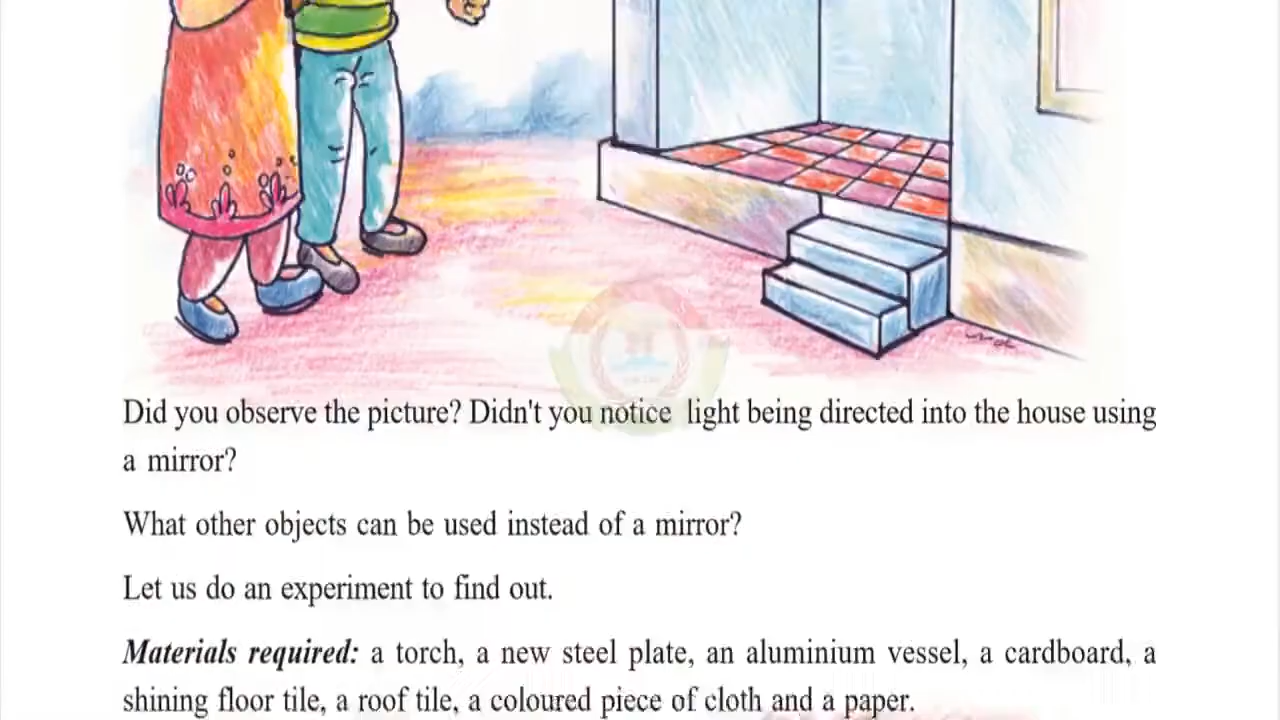 Did you observe the picture? Didn't you notice light being directed into the house using
a mirror?
What other objects can be used instead of a mirror?
Let us do an experiment to find out.
Materials required: a torch, a new steel plate, an aluminium vessel, a cardboard, a
shining floor tile, a roof tile, a coloured piece of cloth and a paper.